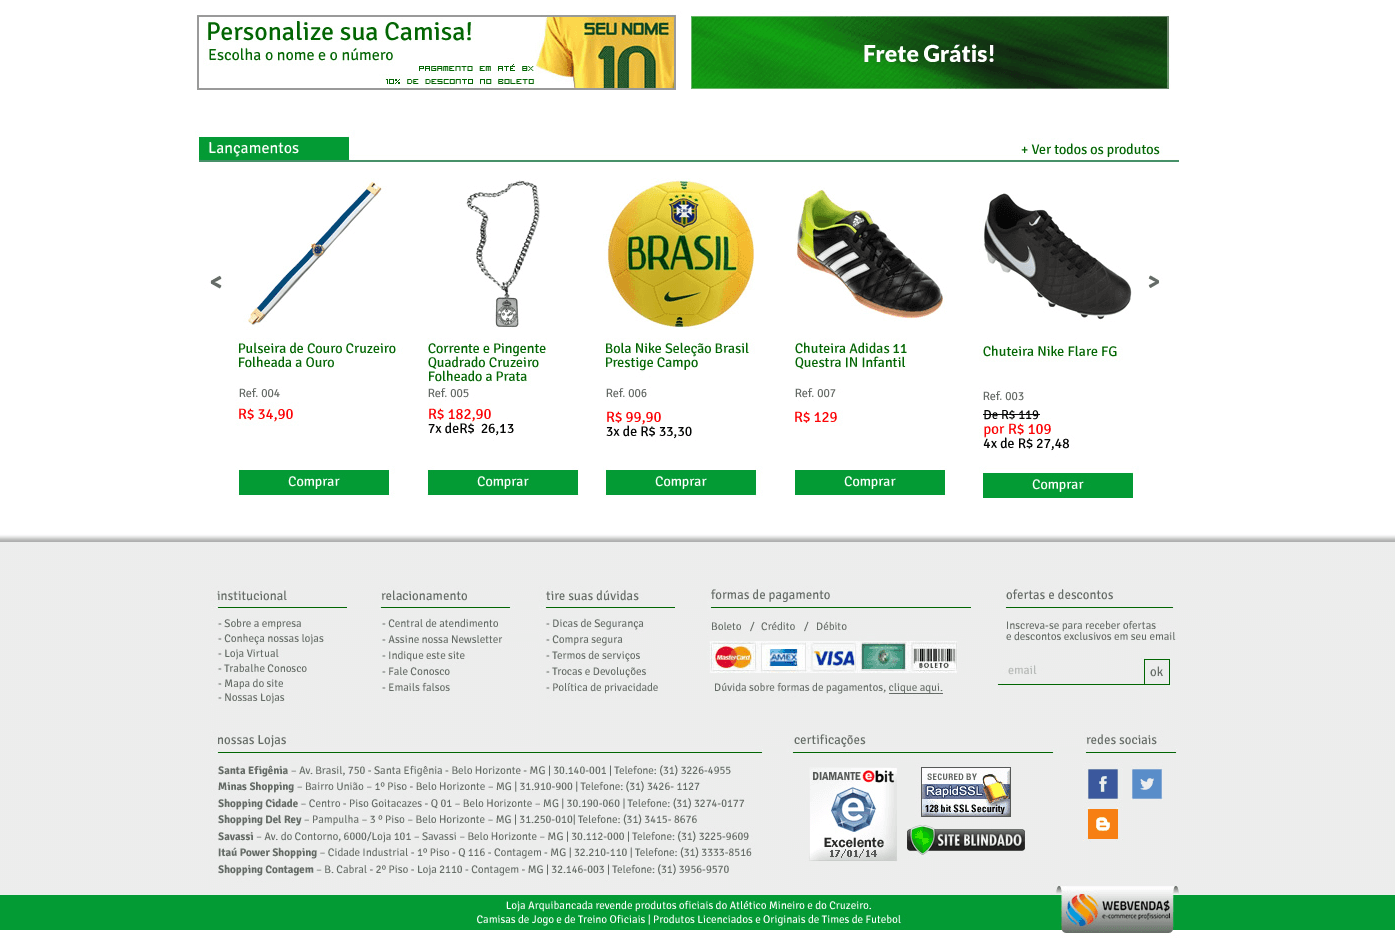 Personalize sua Camisa!
Escolha o nome e o número
PAGAMENTO EM ATÉ 9X
10% DE DESCONTO NO BOLETO
SEU NOME
10
Frete Grátis!
Lançamentos
+ Ver todos os produtos
<
BRASIL
>
Pulseira de Couro Cruzeiro
Folheada a Ouro
Ref. 004
R$ 34,90
Comprar
Corrente e Pingente
Quadrado Cruzeiro
Folheado a Prata
Ref. 005
R$ 182,90
7x deR$ 26,13
Comprar
Bola Nike Seleção Brasil
Prestige Campo
Ref. 006
R$ 99,90
3x de R$ 33,30
Comprar
Chuteira Adidas 11
Questra IN Infantil
Ref. 007
R$ 129
Comprar
Chuteira Nike Flare FG
Ref. 003
De R$ 119
por R$ 109
4x de R$ 27,48
Comprar
institucional
- Sobre a empresa
- Conheça nossas lojas
- Loja Virtual
- Trabalhe Conosco
- Mapa do site
- Nossas Lojas
relacionamento
- Central de atendimento
- Assine nossa Newsletter
- Indique este site
- Fale Conosco
- Emails falsos
tire suas dúvidas
- Dicas de Segurança
- Compra segura
- Termos de serviços
- Trocas e Devoluções
- Política de privacidade
formas de pagamento
Boleto / Crédito / Débito
MasterCard
AMEX
VISA
BOLETO
Dúvida sobre formas de pagamentos, clique aqui.
ofertas e descontos
Inscreva-se para receber ofertas
e descontos exclusivos em seu email
email
ok
nossas Lojas
Santa Efigênia – Av. Brasil, 750 - Santa Efigênia - Belo Horizonte - MG | 30.140-001 | Telefone: (31) 3226-4955
Minas Shopping – Bairro União – 1º Piso - Belo Horizonte – MG | 31.910-900 | Telefone: (31) 3426- 1127
Shopping Cidade – Centro - Piso Goitacazes - Q 01 – Belo Horizonte – MG | 30.190-060 | Telefone: (31) 3274-0177
Shopping Del Rey – Pampulha – 3 º Piso – Belo Horizonte – MG | 31.250-010| Telefone: (31) 3415- 8676
Savassi – Av. do Contorno, 6000/Loja 101 – Savassi – Belo Horizonte – MG | 30.112-000 | Telefone: (31) 3225-9609
Itaú Power Shopping – Cidade Industrial - 1º Piso - Q 116 - Contagem - MG | 32.210-110 | Telefone: (31) 3333-8516
Shopping Contagem – B. Cabral - 2º Piso - Loja 2110 - Contagem - MG | 32.146-003 | Telefone: (31) 3956-9570
certificações
DIAMANTE ebit
e
Excelente
17/01/14
SECURED BY
RapidSSL
128 bit SSL Security
SITE BLINDADO
redes sociais
Loja Arquibancada revende produtos oficiais do Atlético Mineiro e do Cruzeiro.
Camisas de Jogo e de Treino Oficiais | Produtos Licenciados e Originais de Times de Futebol
WEBVENDA$
e-commerce profissional